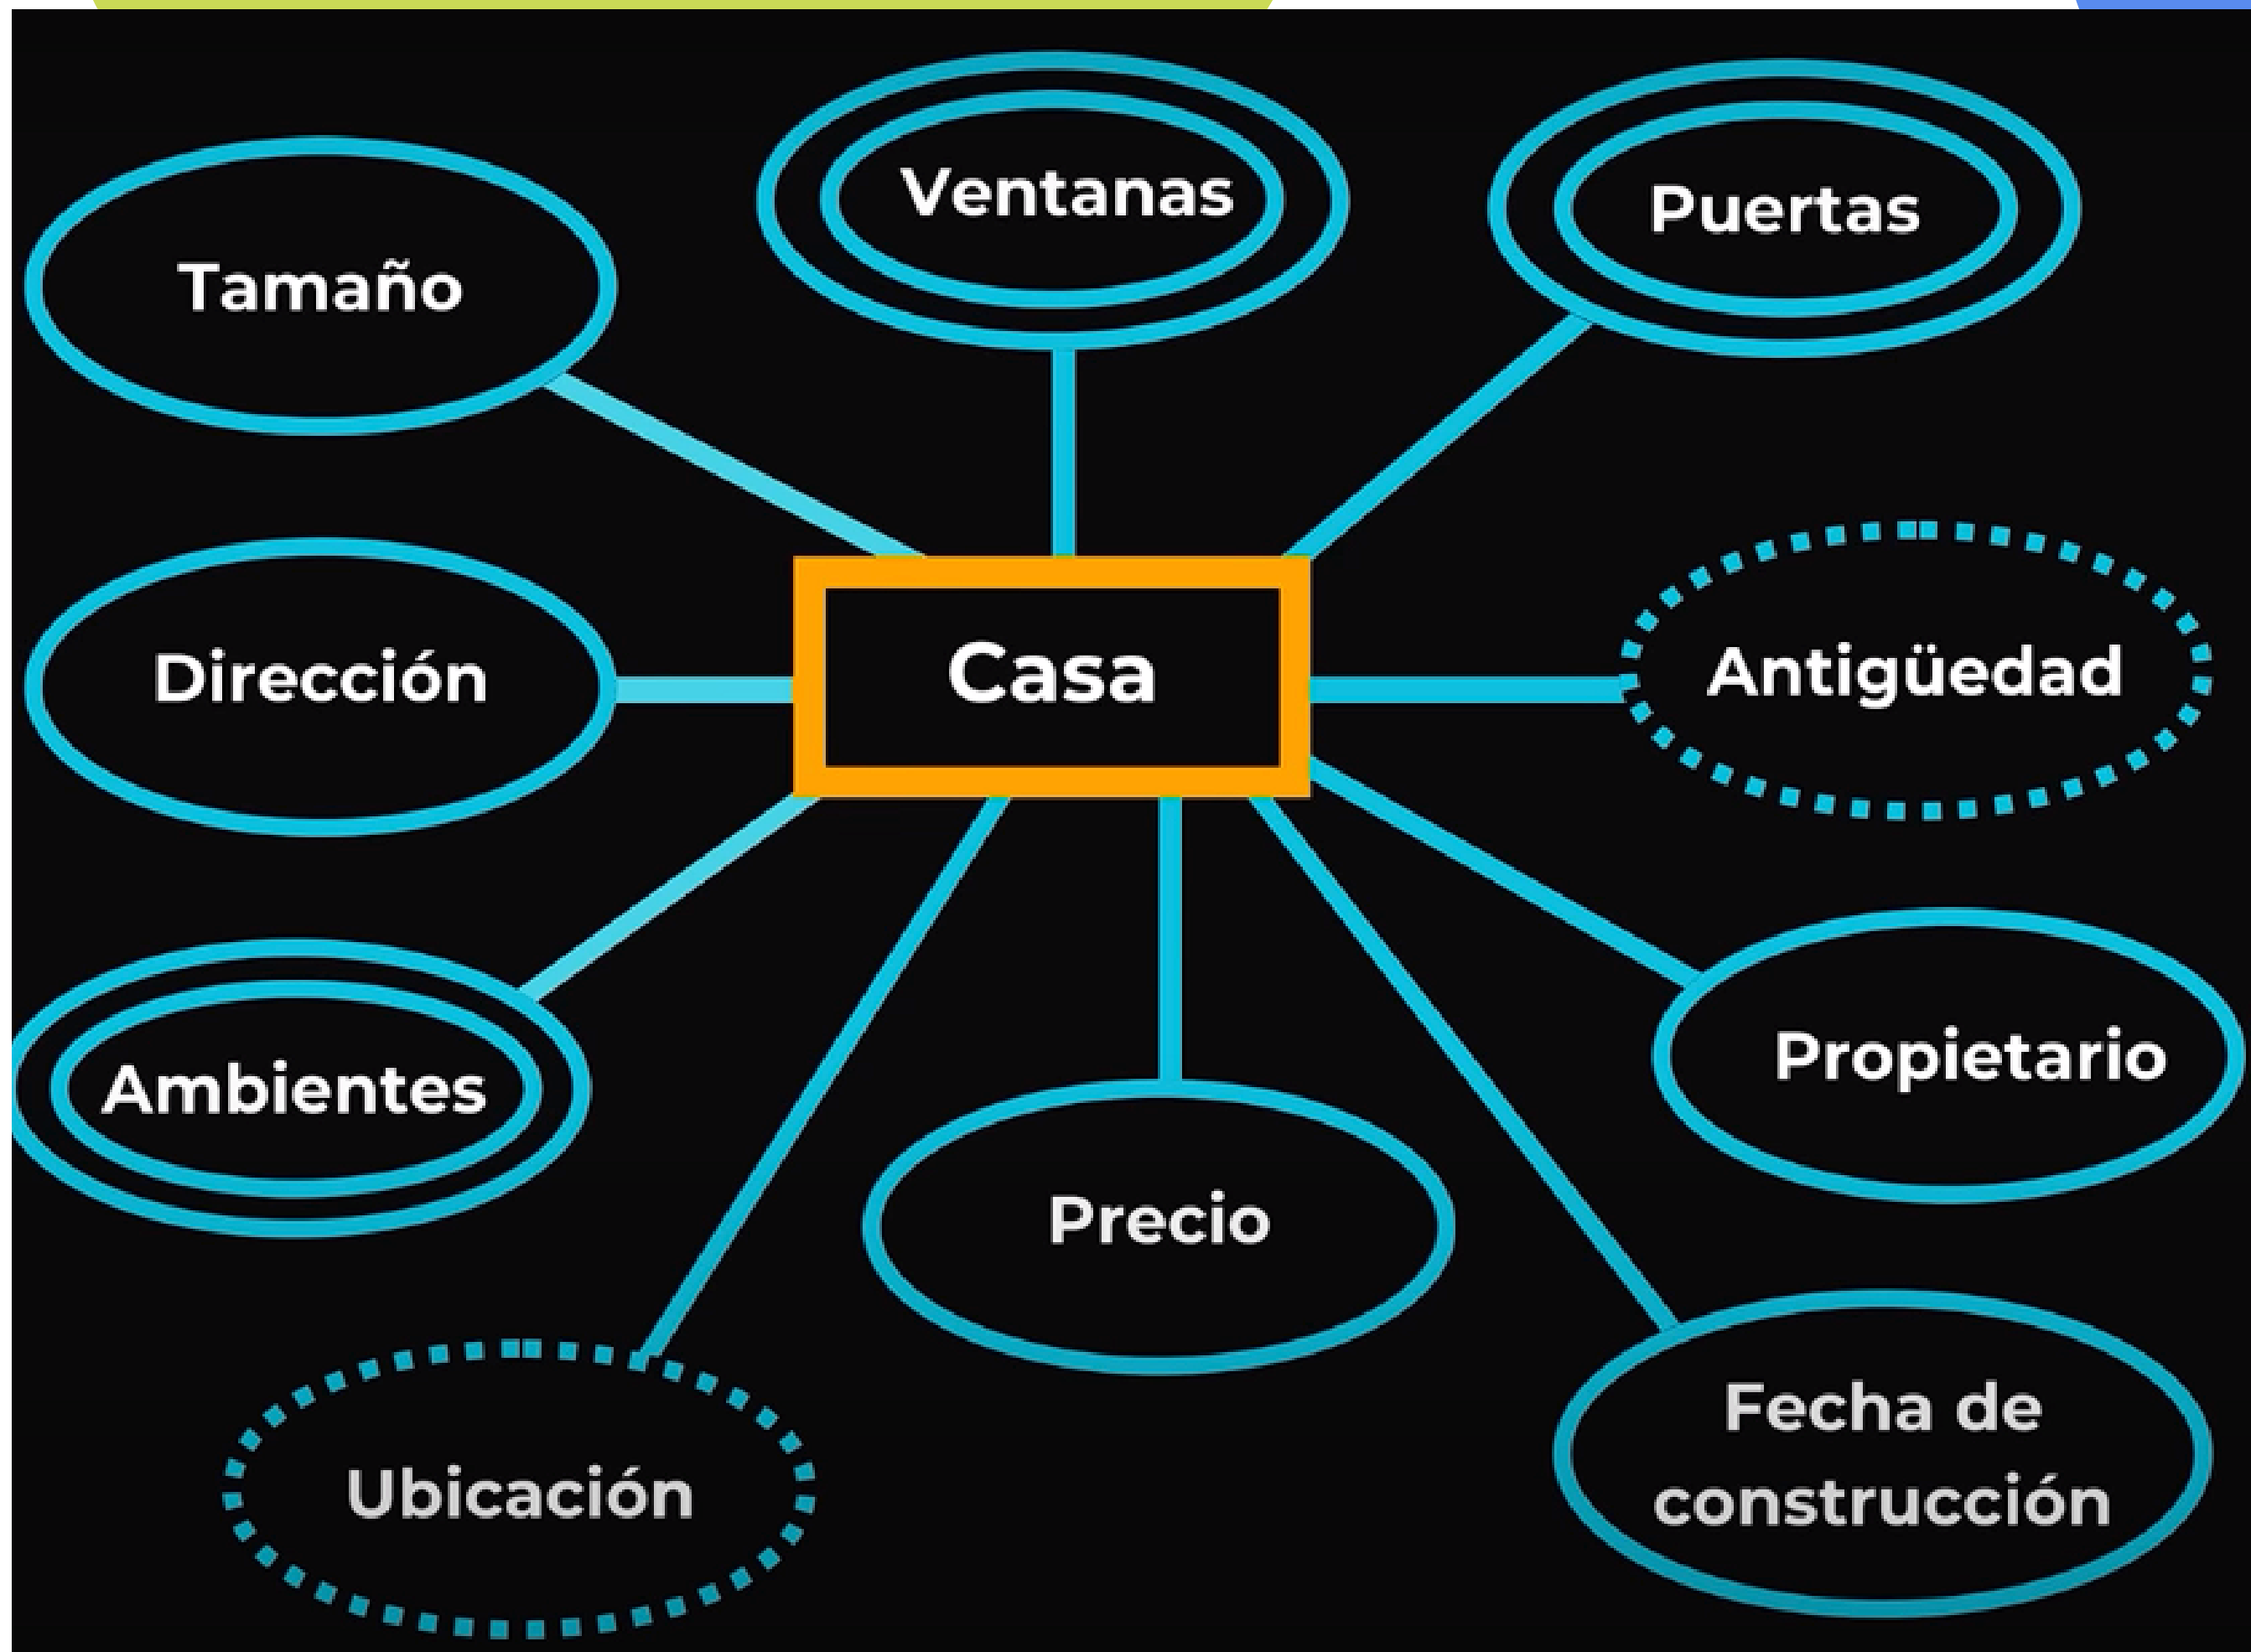 Ventanas
Puertas
Tamaño
Casa
Dirección
Antigüedad
Ambientes
Propietario
Precio
Ubicación
Fecha de
construcción